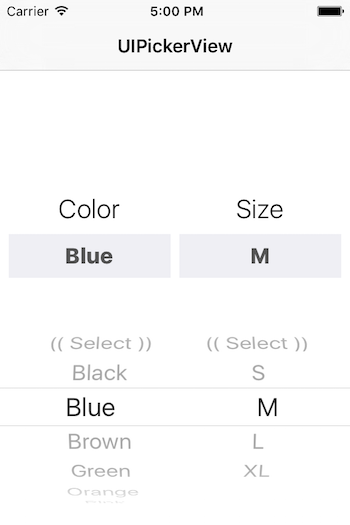 Carrier 5:00 PM
UIPickerView
Color Size
Blue M
(( Select )) (( Select ))
Black S
Blue M
Brown L
Green XL
Orange